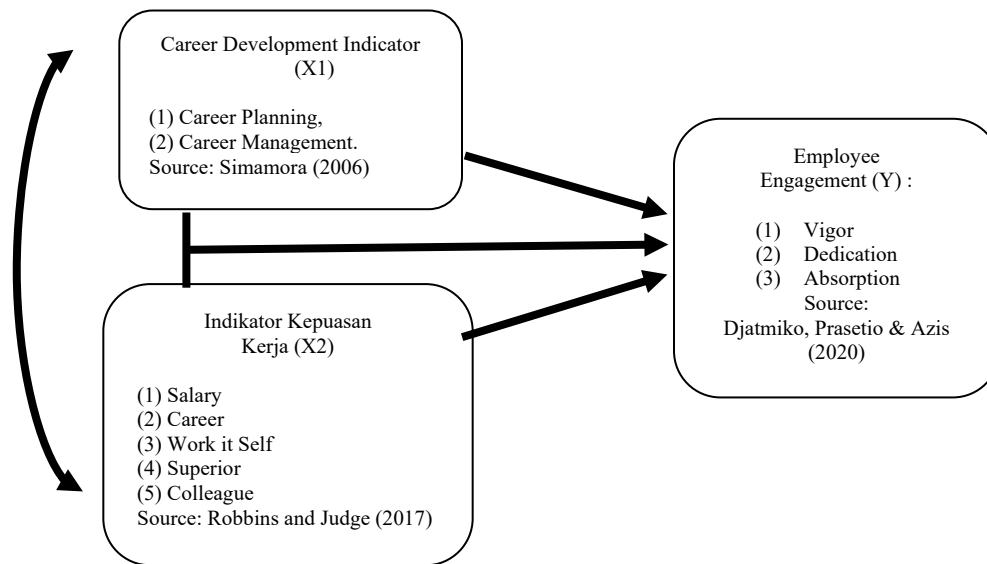 Career Development Indicator
(X1)
(1) Career Planning,
(2) Career Management.
Source: Simamora (2006)
Indikator Kepuasan
Kerja (X2)
(1) Salary
(2) Career
(3) Work it Self
(4) Superior
(5) Colleague
Source: Robbins and Judge (2017)
Employee
Engagement (Y) :
(1) Vigor
(2) Dedication
(3) Absorption
Source:
Djatmiko, Prasetio & Azis
(2020)